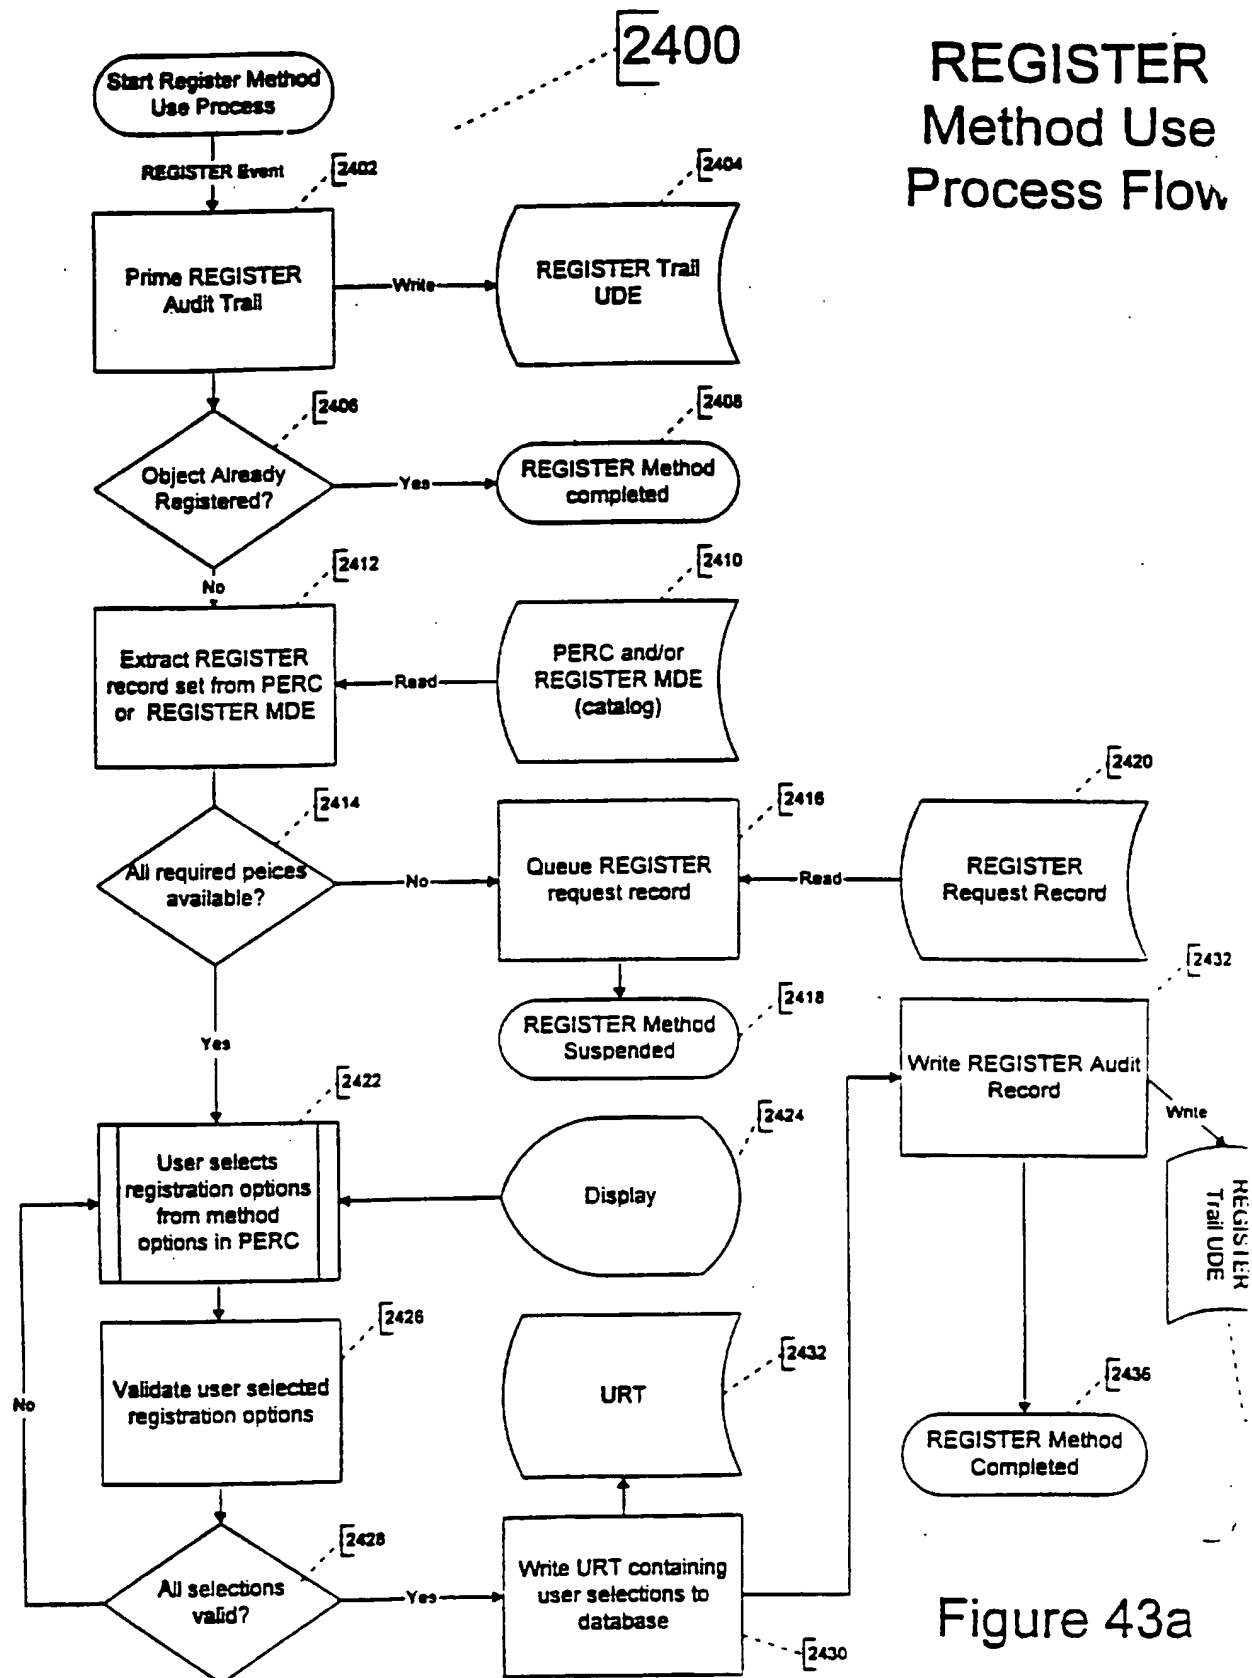 2400
REGISTER
Method Use
Process Flow
Start Register Method
Use Process
REGISTER Event
2402
2404
Prime REGISTER
Audit Trail
Write
REGISTER Trail
UDE
2406
2408
Object Already
Registered?
Yes
REGISTER Method
completed
No
2412
2410
Extract REGISTER
record set from PERC
or REGISTER MDE
Read
PERC and/or
REGISTER MDE
(catalog)
2414
2416
2420
All required peices
available?
No
Queue REGISTER
request record
Read
REGISTER
Request Record
2418
REGISTER Method
Suspended
2432
Write REGISTER Audit
Record
Write
REGISTER
Trail UDE
Yes
2422
2424
User selects
registration options
from method
options in PERC
Display
2426
2432
Validate user selected
registration options
URT
No
2436
REGISTER Method
Completed
2428
All selections
valid?
Yes
Write URT containing
user selections to
database
2430
Figure 43a